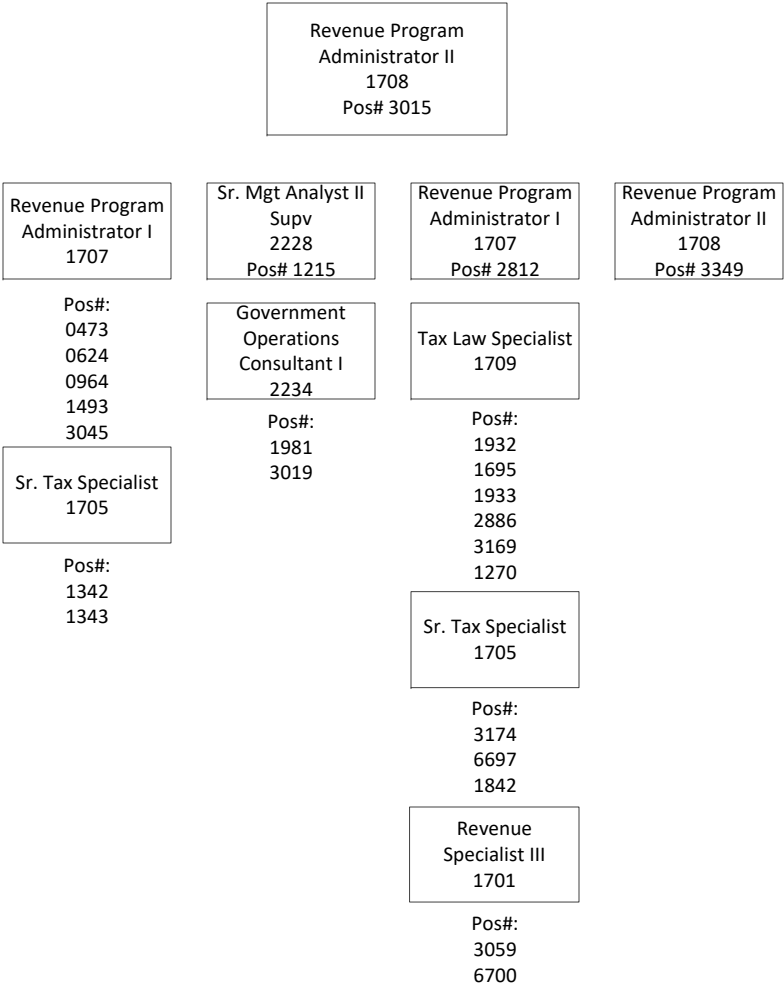 Revenue Program
Administrator II
1708
Pos# 3015
Revenue Program
Administrator I
1707
Pos#:
0473
0624
0964
1493
3045
Sr. Tax Specialist
1705
Pos#:
1342
1343
Sr. Mgt Analyst II
Supv
2228
Pos# 1215
Government
Operations
Consultant I
2234
Pos#:
1981
3019
Revenue Program
Administrator I
1707
Pos# 2812
Tax Law Specialist
1709
Pos#:
1932
1695
1933
2886
3169
1270
Sr. Tax Specialist
1705
Pos#:
3174
6697
1842
Revenue
Specialist III
1701
Pos#:
3059
6700
Revenue Program
Administrator II
1708
Pos# 3349